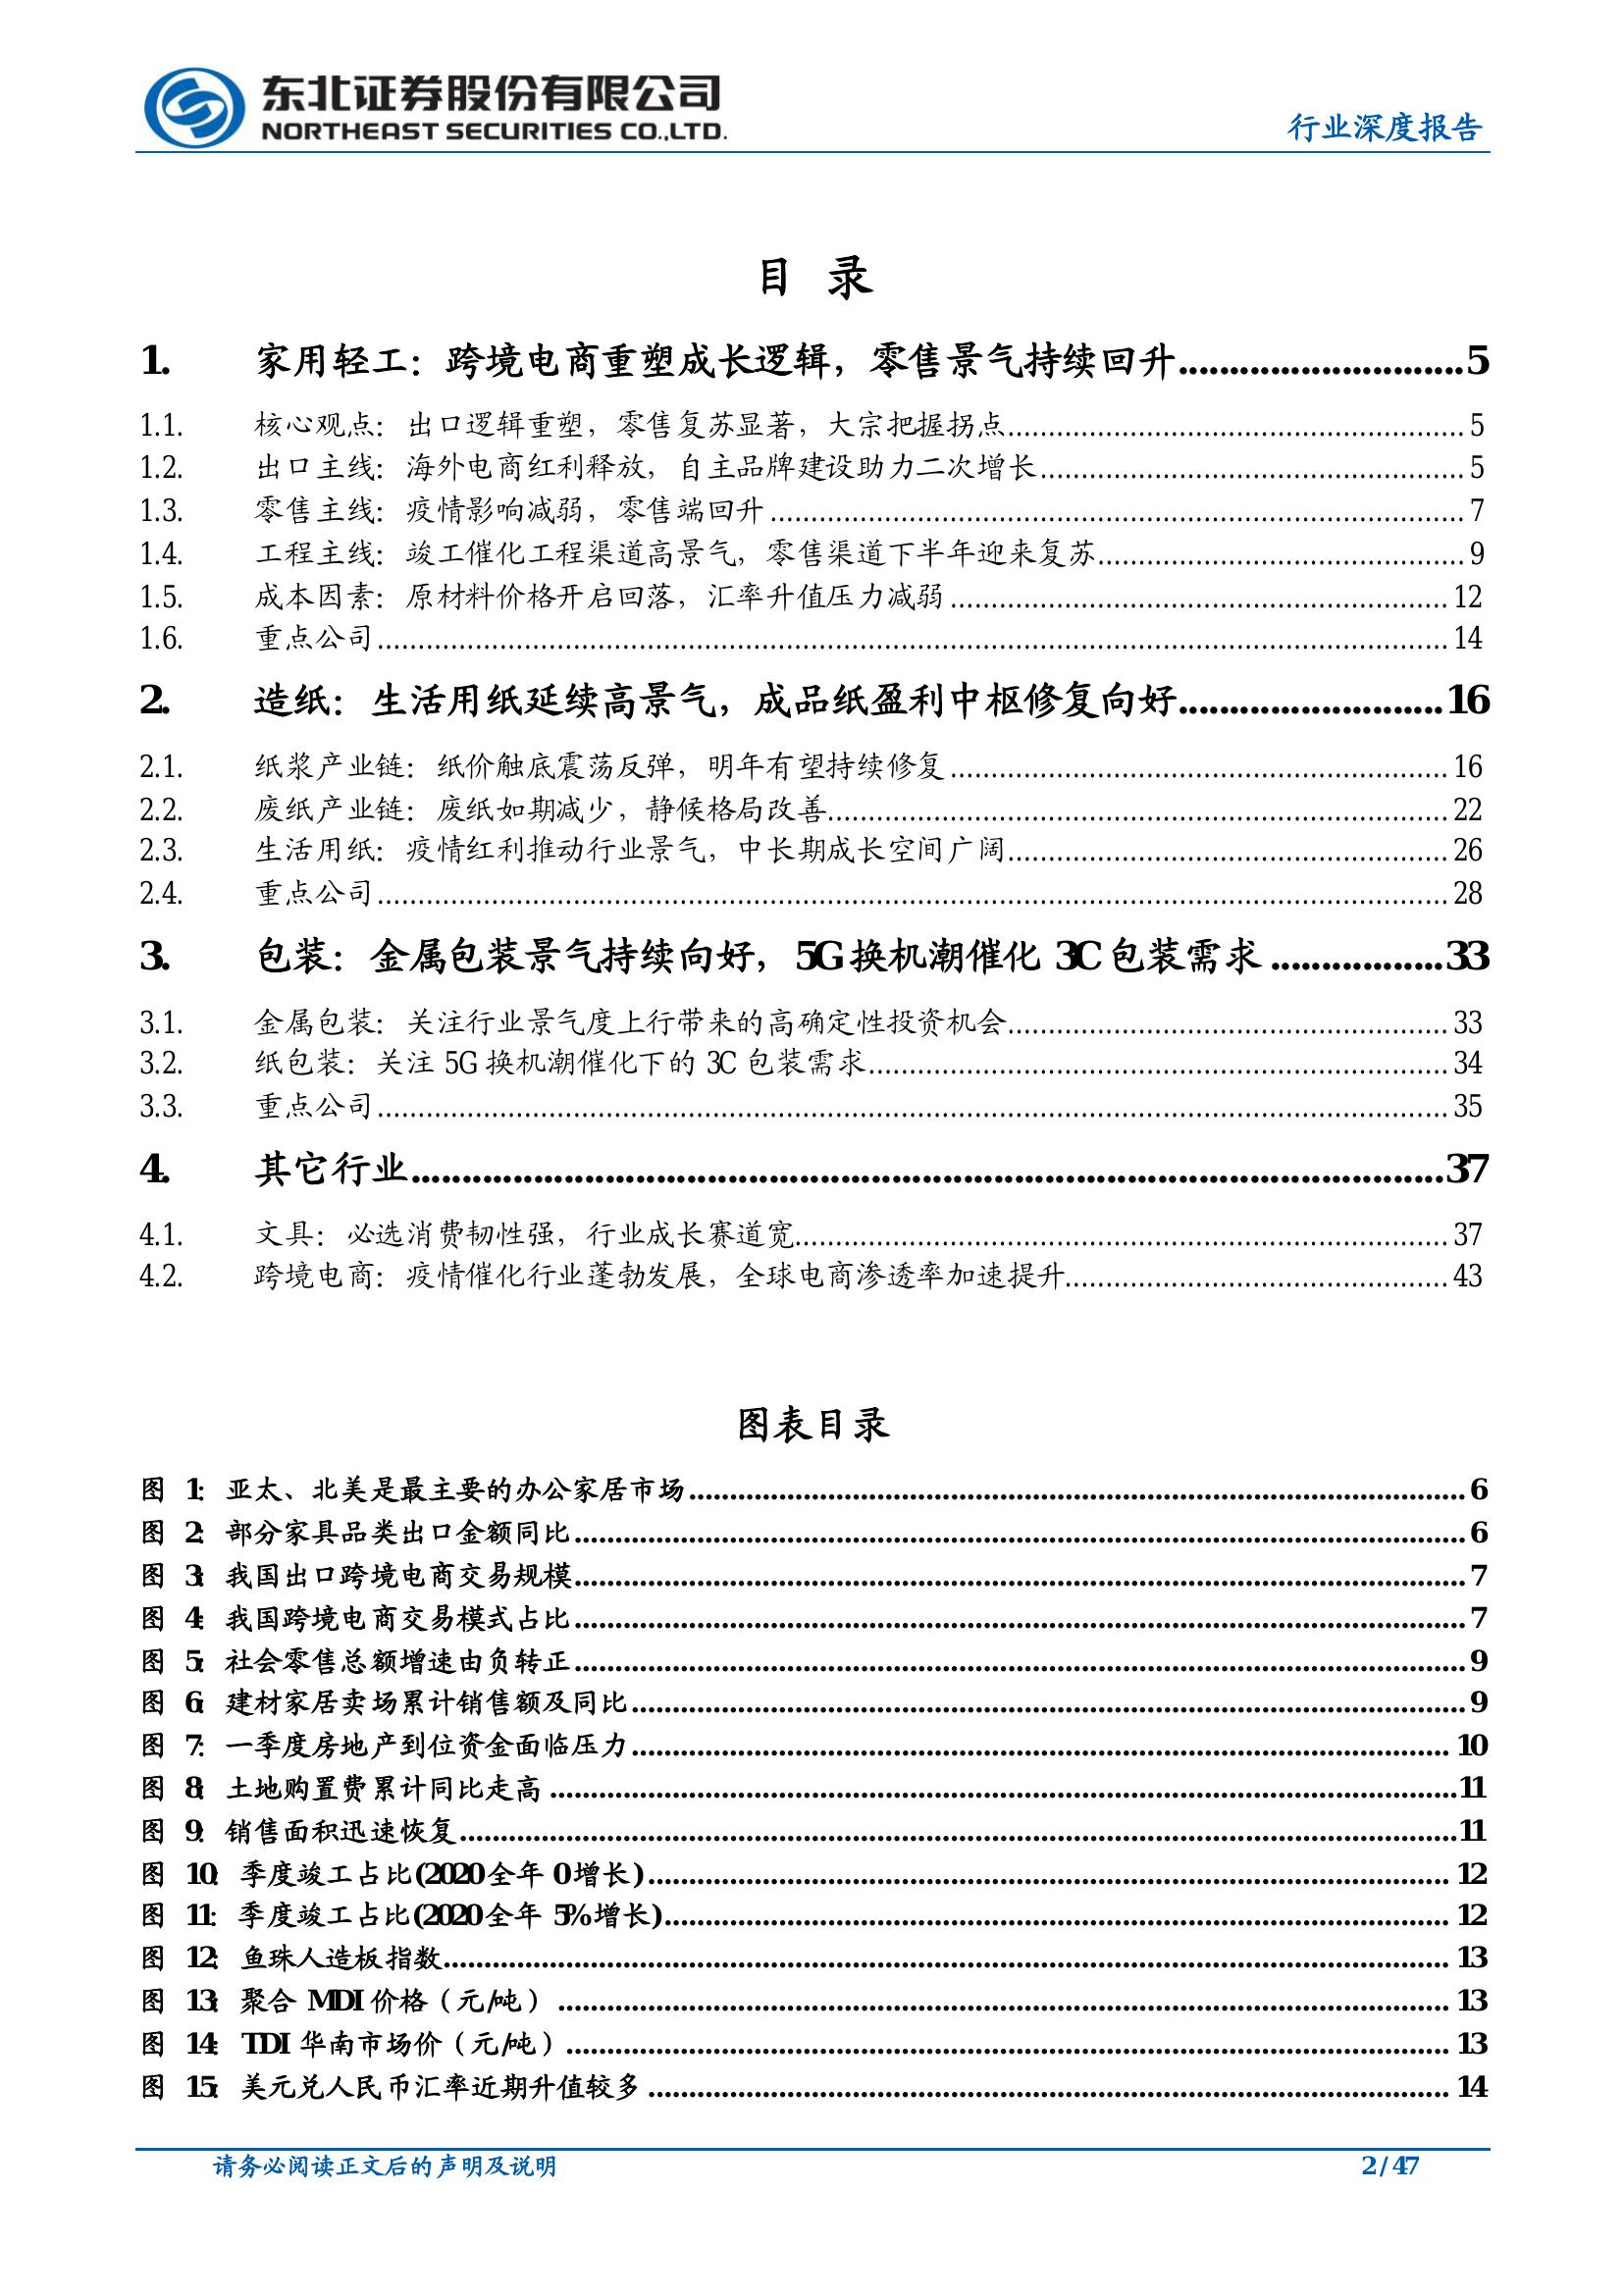 东北证券股份有限公司
NORTHEAST SECURITIES CO.,LTD.
行业深度报告
目 录
1. 家用轻工：跨境电商重塑成长逻辑，零售景气持续回升...........................5
1.1. 核心观点：出口逻辑重塑，零售复苏显著，大宗把握拐点...........................5
1.2. 出口主线：海外电商红利释放，自主品牌建设助力二次增长...........................5
1.3. 零售主线：疫情影响减弱，零售端回升...........................7
1.4. 工程主线：竣工催化工程渠道高景气，零售渠道下半年迎来复苏...........................9
1.5. 成本因素：原材料价格开启回落，汇率升值压力减弱...........................12
1.6. 重点公司...........................14
2. 造纸：生活用纸延续高景气，成品纸盈利中枢修复向好...........................16
2.1. 纸浆产业链：纸价触底震荡反弹，明年有望持续修复...........................16
2.2. 废纸产业链：废纸如期减少，静候格局改善...........................22
2.3. 生活用纸：疫情红利推动行业景气，中长期成长空间广阔...........................26
2.4. 重点公司...........................28
3. 包装：金属包装景气持续向好，5G 换机潮催化 3C 包装需求...........................33
3.1. 金属包装：关注行业景气度上行带来的高确定性投资机会...........................33
3.2. 纸包装：关注 5G 换机潮催化下的 3C 包装需求...........................34
3.3. 重点公司...........................35
4. 其它行业...........................37
4.1. 文具：必选消费韧性强，行业成长赛道宽...........................37
4.2. 跨境电商：疫情催化行业蓬勃发展，全球电商渗透率加速提升...........................43
图表目录
图 1：亚太、北美是最主要的办公家居市场...........................6
图 2：部分家具品类出口金额同比...........................6
图 3：我国出口跨境电商交易规模...........................7
图 4：我国跨境电商交易模式占比...........................7
图 5：社会零售总额增速由负转正...........................9
图 6：建材家居卖场累计销售额及同比...........................9
图 7：一季度房地产到位资金面临压力...........................10
图 8：土地购置费累计同比走高...........................11
图 9：销售面积迅速恢复...........................11
图 10：季度竣工占比(2020 全年 0 增长)...........................12
图 11：季度竣工占比(2020 全年 5%增长)...........................12
图 12：鱼珠人造板指数...........................13
图 13：聚合 MDI 价格（元/吨）...........................13
图 14：TDI 华南市场价（元/吨）...........................13
图 15：美元兑人民币汇率近期升值较多...........................14
请务必阅读正文后的声明及说明
2 / 47